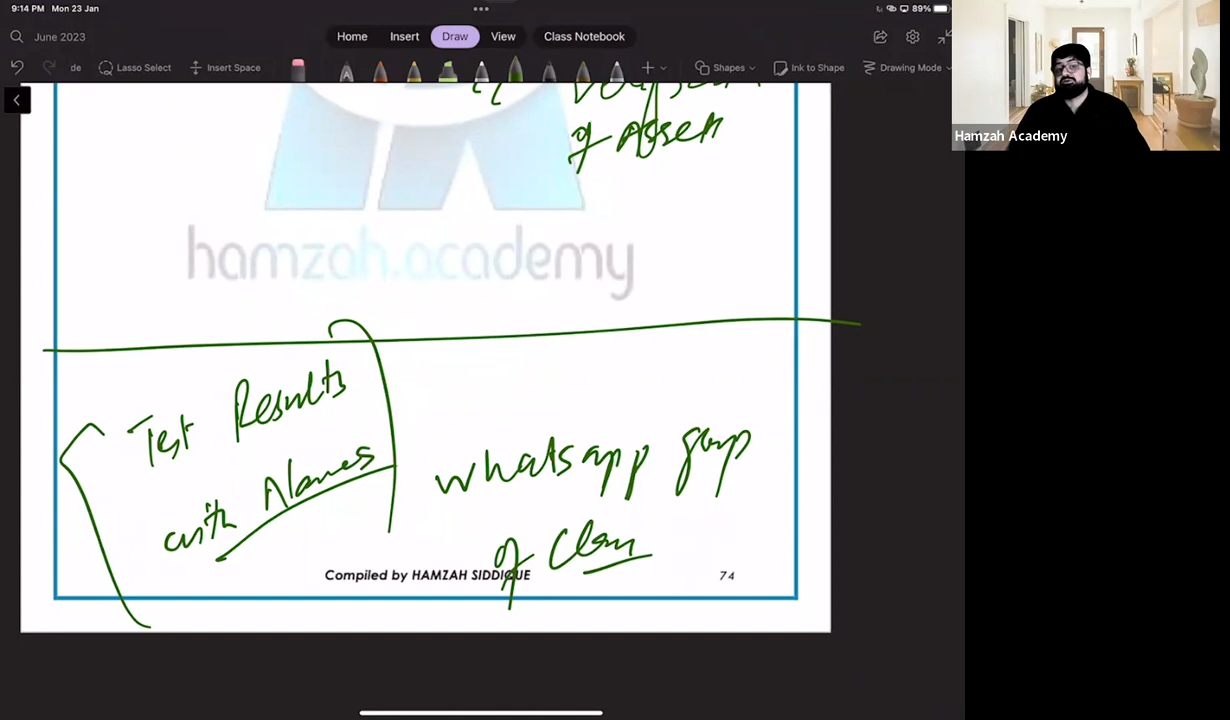 9:14 PM Mon 23 Jan
89%
June 2023
Home Insert Draw View Class Notebook
de Lasso Select Insert Space Shapes Ink to Shape Drawing Mode
Hamzah Academy
of Assets
hamzah.academy
Test Results
with Names
Whatsapp group
of Class
Compiled by HAMZAH SIDDIQUE 74